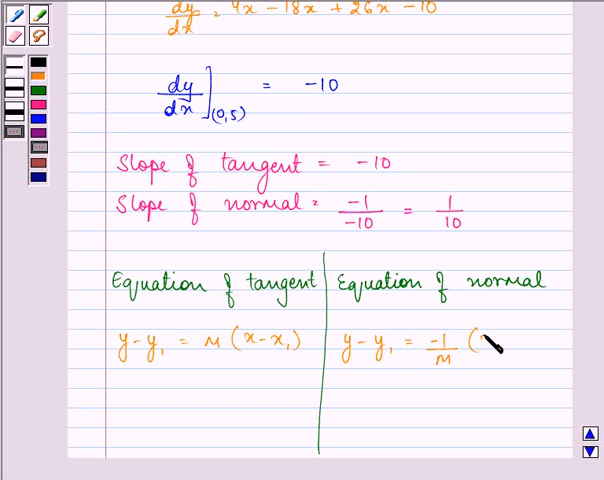 dy/dx = 4x - 18x + 26x - 10
dy/dx](0,5) = -10
Slope of tangent = -10
Slope of normal = -1/-10 = 1/10
Equation of tangent
y - y₁ = m (x - x₁)
Equation of normal
y - y₁ = -1/m (